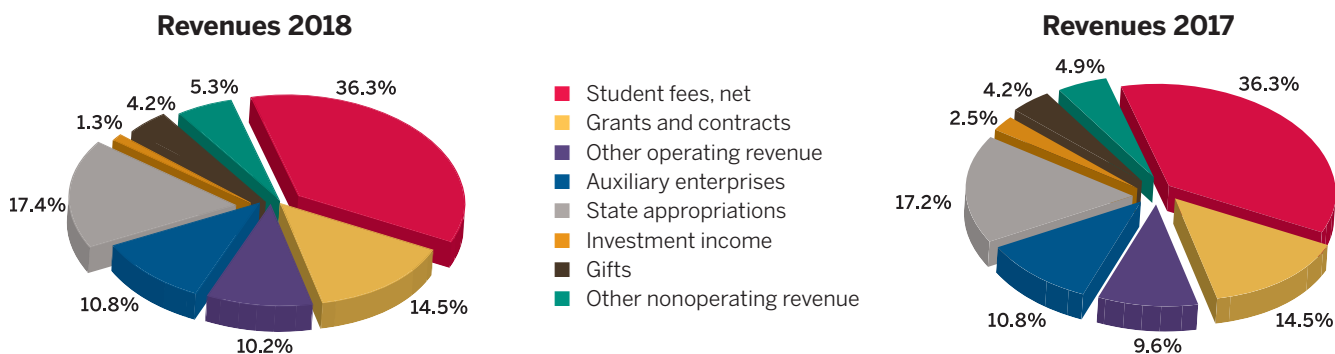 Revenues 2018
36.3%
14.5%
10.2%
10.8%
17.4%
1.3%
4.2%
5.3%
Student fees, net
Grants and contracts
Other operating revenue
Auxiliary enterprises
State appropriations
Investment income
Gifts
Other nonoperating revenue
Revenues 2017
36.3%
14.5%
9.6%
10.8%
17.2%
2.5%
4.2%
4.9%